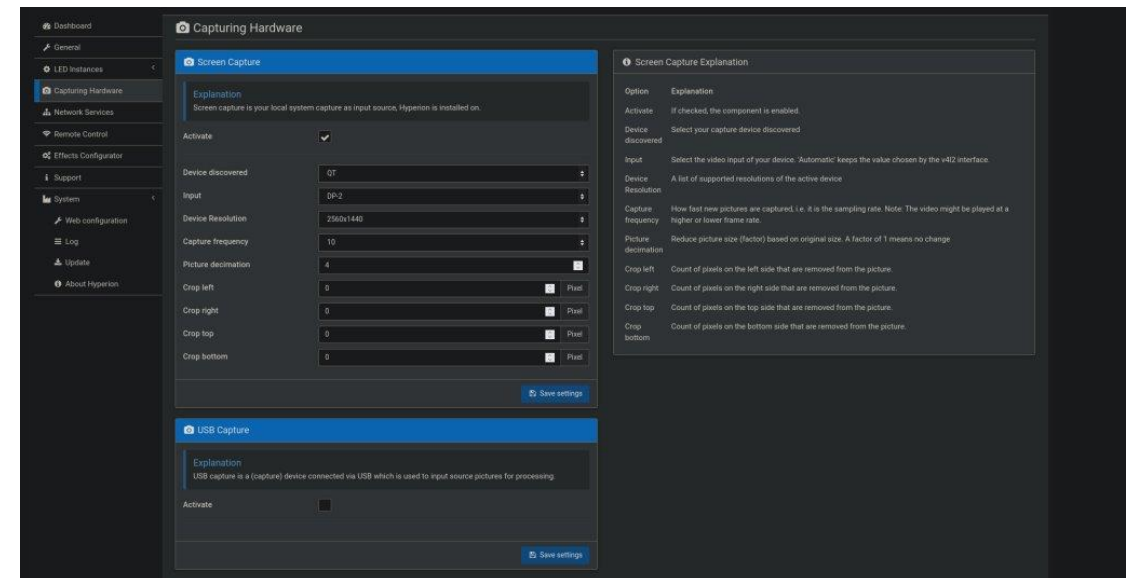 Dashboard
General
LED Instances
Capturing Hardware
Network Services
Remote Control
Effects Configurator
Support
System
Web configuration
Log
Update
About Hyperion
Capturing Hardware
Screen Capture
Explanation
Screen capture is your local system capture as input source, Hyperion is installed on.
Activate
Device discovered QT
Input DP-2
Device Resolution 2560x1440
Capture frequency 10
Picture decimation 4
Crop left 0 Pixel
Crop right 0 Pixel
Crop top 0 Pixel
Crop bottom 0 Pixel
Save settings
USB Capture
Explanation
USB capture is a (capture) device connected via USB which is used to input source pictures for processing.
Activate
Save settings
Screen Capture Explanation
Option Explanation
Activate If checked, the component is enabled.
Device Select your capture device discovered
discovered
Input Select the video input of your device. 'Automatic' keeps the value chosen by the v4l2 interface.
Device A list of supported resolutions of the active device
Resolution
Capture How fast new pictures are captured, i.e. it is the sampling rate. Note: The video might be played at a
frequency higher or lower frame rate.
Picture Reduce picture size (factor) based on original size. A factor of 1 means no change
decimation
Crop left Count of pixels on the left side that are removed from the picture.
Crop right Count of pixels on the right side that are removed from the picture.
Crop top Count of pixels on the top side that are removed from the picture.
Crop Count of pixels on the bottom side that are removed from the picture.
bottom